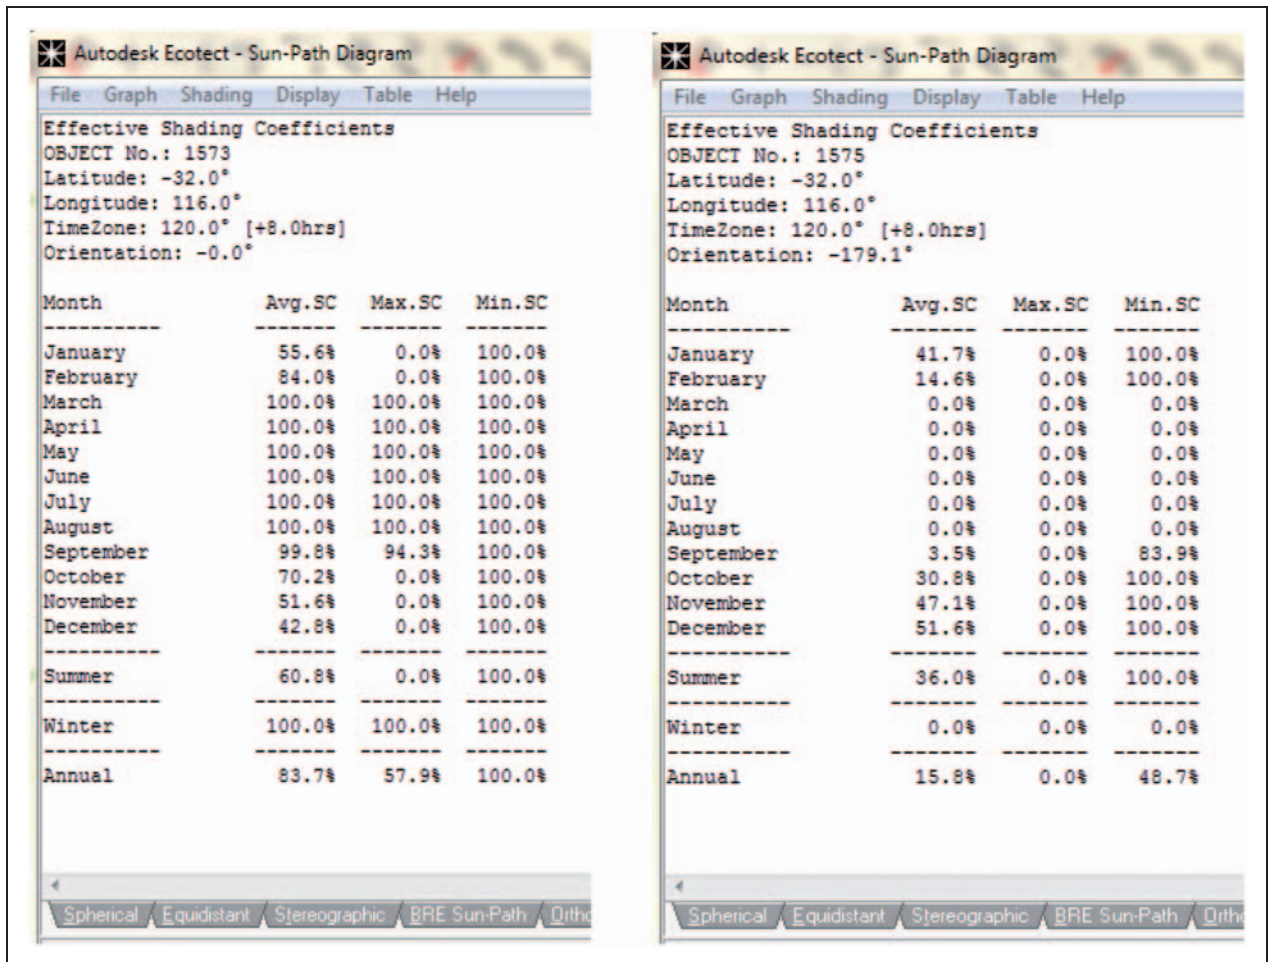 Autodesk Ecotect - Sun-Path Diagram
File Graph Shading Display Table Help
Effective Shading Coefficients
OBJECT No.: 1573
Latitude: -32.0°
Longitude: 116.0°
TimeZone: 120.0° [+8.0hrs]
Orientation: -0.0°
Month Avg.SC Max.SC Min.SC
---------- ------- ------- -------
January 55.6% 0.0% 100.0%
February 84.0% 0.0% 100.0%
March 100.0% 100.0% 100.0%
April 100.0% 100.0% 100.0%
May 100.0% 100.0% 100.0%
June 100.0% 100.0% 100.0%
July 100.0% 100.0% 100.0%
August 100.0% 100.0% 100.0%
September 99.8% 94.3% 100.0%
October 70.2% 0.0% 100.0%
November 51.6% 0.0% 100.0%
December 42.8% 0.0% 100.0%
---------- ------- ------- -------
Summer 60.8% 0.0% 100.0%
---------- ------- ------- -------
Winter 100.0% 100.0% 100.0%
---------- ------- ------- -------
Annual 83.7% 57.9% 100.0%
Spherical Equidistant Stereographic BRE Sun-Path Ortho
Autodesk Ecotect - Sun-Path Diagram
File Graph Shading Display Table Help
Effective Shading Coefficients
OBJECT No.: 1575
Latitude: -32.0°
Longitude: 116.0°
TimeZone: 120.0° [+8.0hrs]
Orientation: -179.1°
Month Avg.SC Max.SC Min.SC
---------- ------- ------- -------
January 41.7% 0.0% 100.0%
February 14.6% 0.0% 100.0%
March 0.0% 0.0% 0.0%
April 0.0% 0.0% 0.0%
May 0.0% 0.0% 0.0%
June 0.0% 0.0% 0.0%
July 0.0% 0.0% 0.0%
August 0.0% 0.0% 0.0%
September 3.5% 0.0% 83.9%
October 30.8% 0.0% 100.0%
November 47.1% 0.0% 100.0%
December 51.6% 0.0% 100.0%
---------- ------- ------- -------
Summer 36.0% 0.0% 100.0%
---------- ------- ------- -------
Winter 0.0% 0.0% 0.0%
---------- ------- ------- -------
Annual 15.8% 0.0% 48.7%
Spherical Equidistant Stereographic BRE Sun-Path Orth